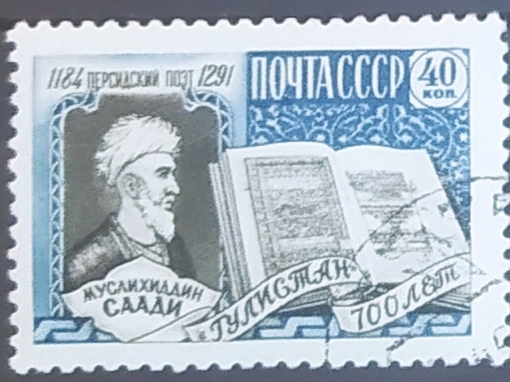 1184 ПЕРСИДСКИЙ ПОЭТ 1291
ПОЧТА СССР
40
КОП.
МУСЛИХИДДИН
СААДИ
"ГУЛИСТАН"
700 ЛЕТ